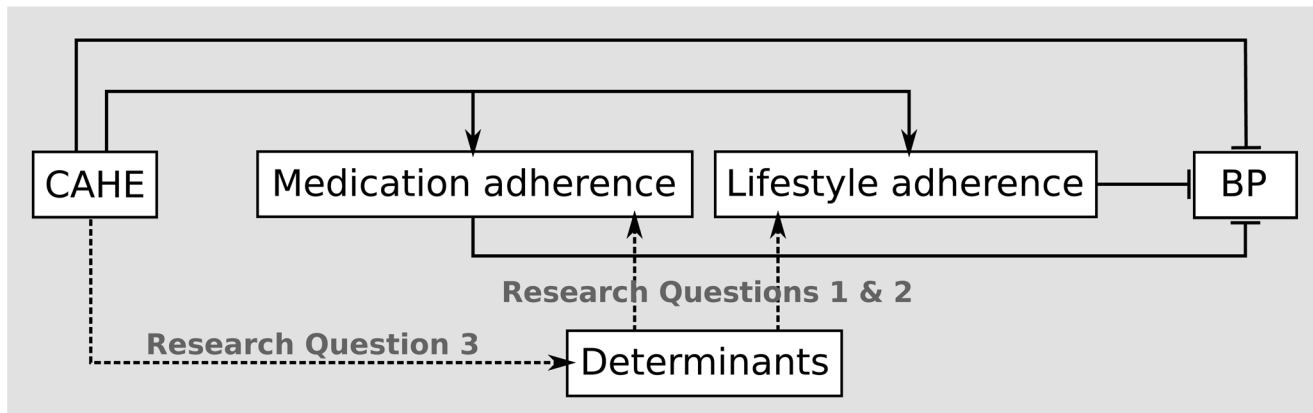 CAHE
Medication adherence
Lifestyle adherence
BP
Research Questions 1 & 2
Research Question 3
Determinants